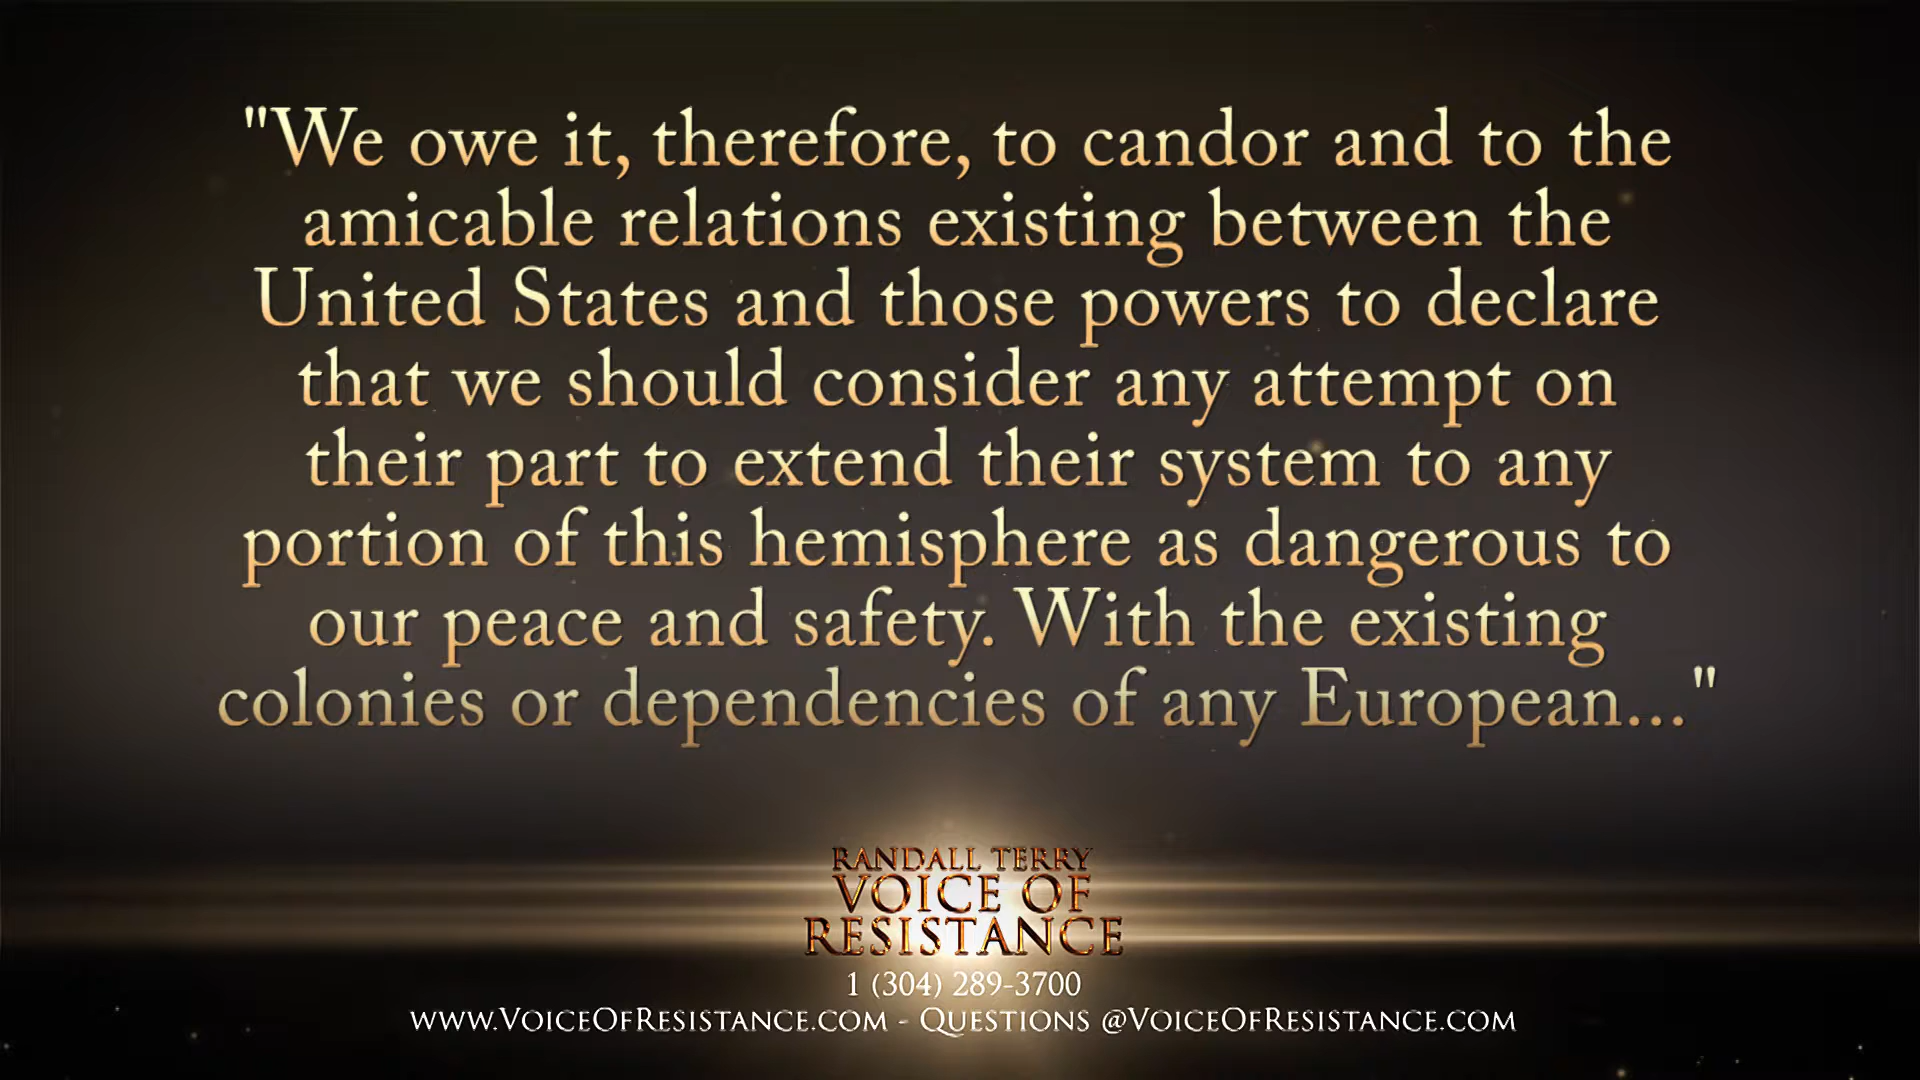 "We owe it, therefore, to candor and to the
amicable relations existing between the
United States and those powers to declare
that we should consider any attempt on
their part to extend their system to any
portion of this hemisphere as dangerous to
our peace and safety. With the existing
colonies or dependencies of any European..."
RANDALL TERRY
VOICE OF
RESISTANCE
1 (304) 289-3700
www.VoiceOfResistance.com - Questions @VoiceOfResistance.com